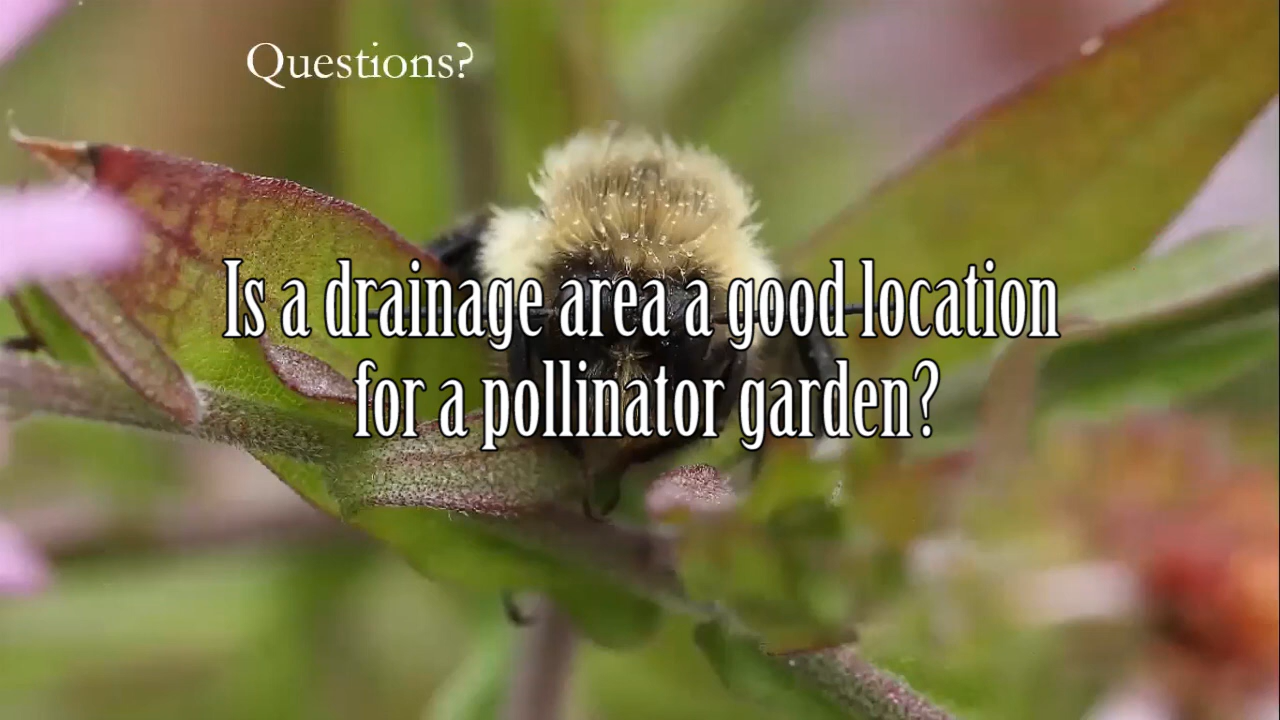 Questions?
Is a drainage area a good location
for a pollinator garden?